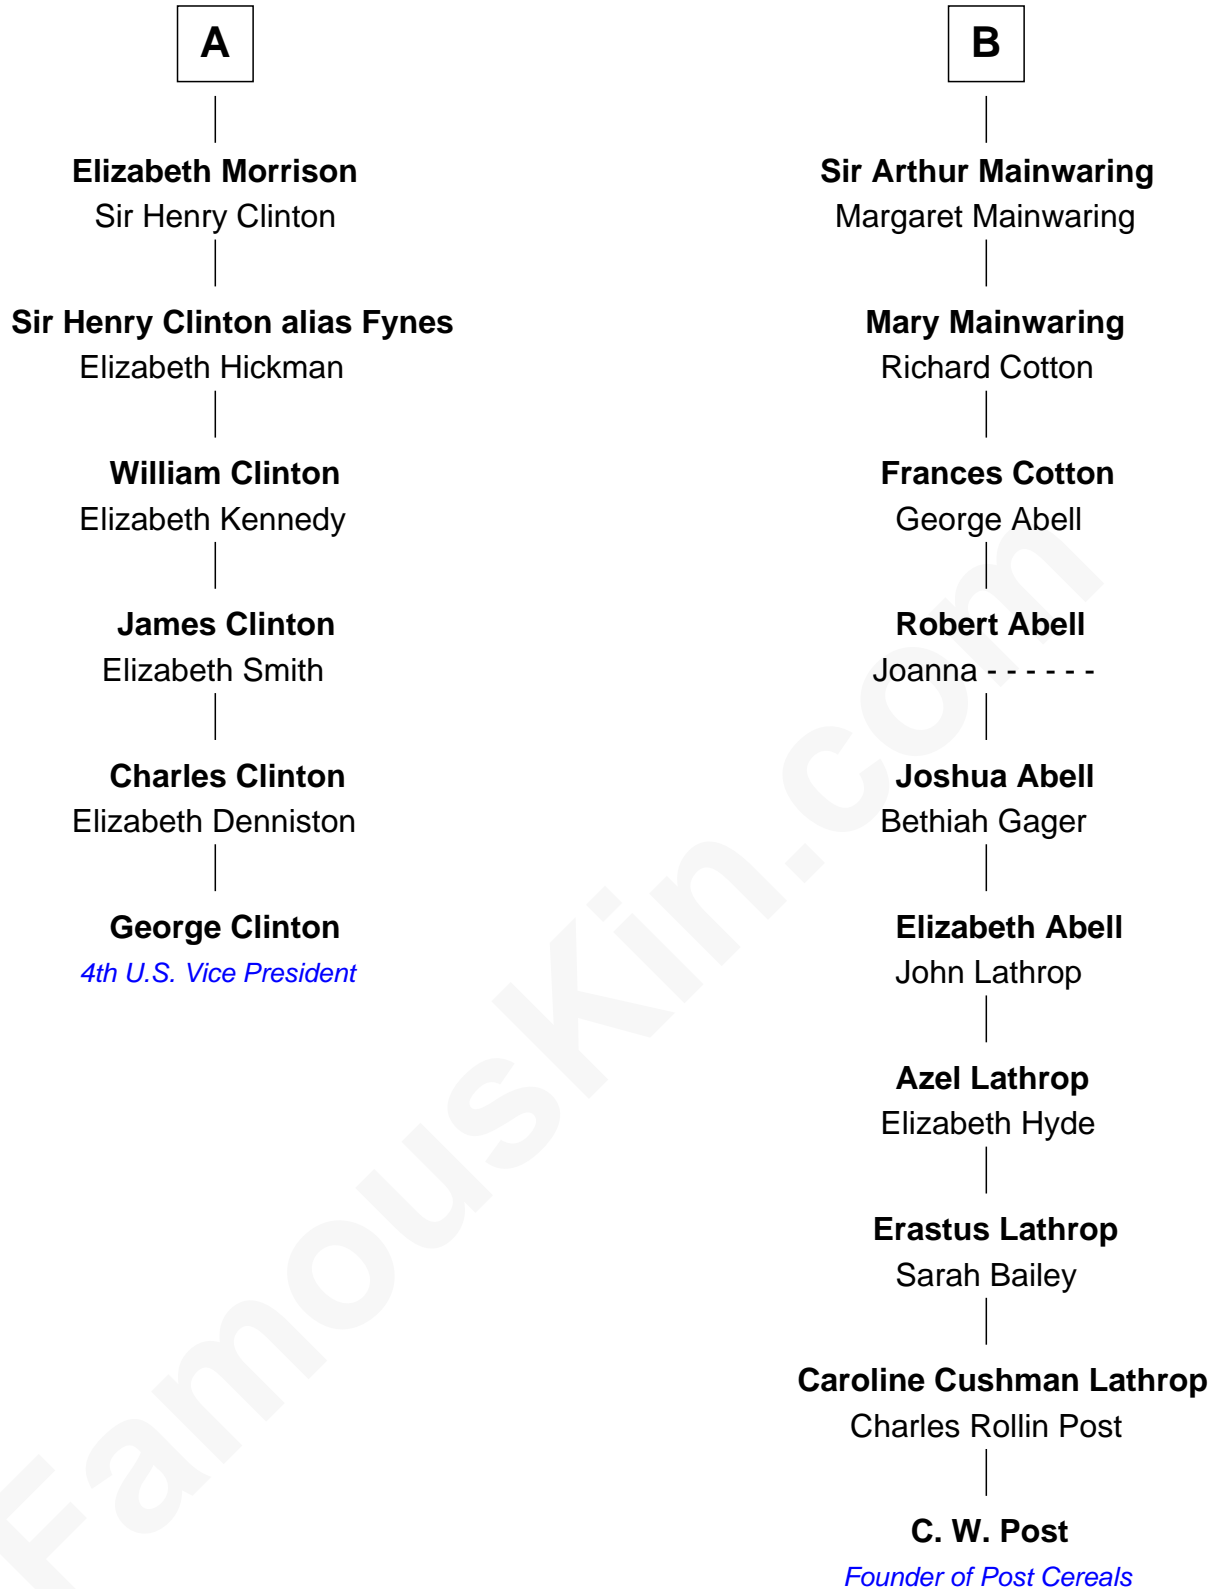 A
Elizabeth Morrison
Sir Henry Clinton
Sir Henry Clinton alias Fynes
Elizabeth Hickman
William Clinton
Elizabeth Kennedy
James Clinton
Elizabeth Smith
Charles Clinton
Elizabeth Denniston
George Clinton
4th U.S. Vice President
B
Sir Arthur Mainwaring
Margaret Mainwaring
Mary Mainwaring
Richard Cotton
Frances Cotton
George Abell
Robert Abell
Joanna - - - - - -
Joshua Abell
Bethiah Gager
Elizabeth Abell
John Lathrop
Azel Lathrop
Elizabeth Hyde
Erastus Lathrop
Sarah Bailey
Caroline Cushman Lathrop
Charles Rollin Post
C. W. Post
Founder of Post Cereals
FamousKin.com